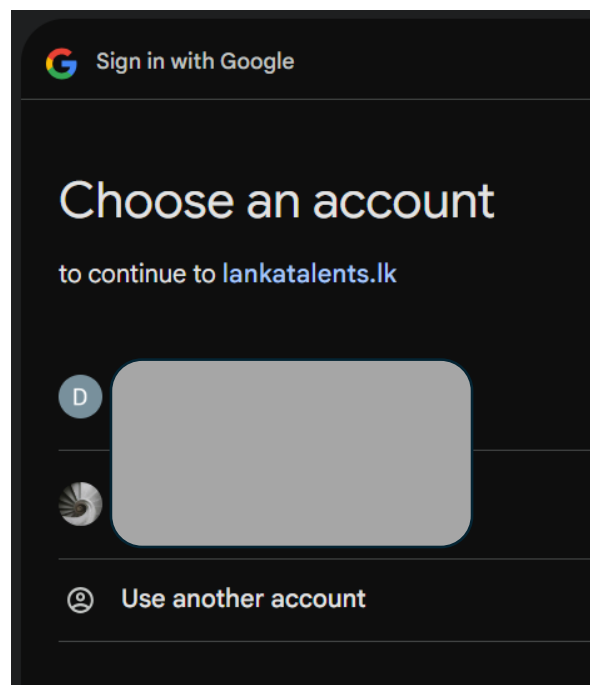 Sign in with Google
Choose an account
to continue to lankatalents.lk
D
Use another account